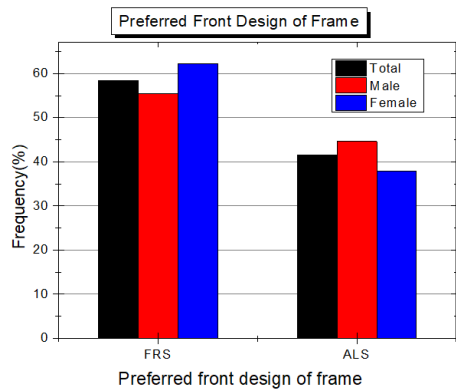 Preferred Front Design of Frame
Total
Male
Female
Frequency(%)
60
50
40
30
20
10
0
FRS
ALS
Preferred front design of frame